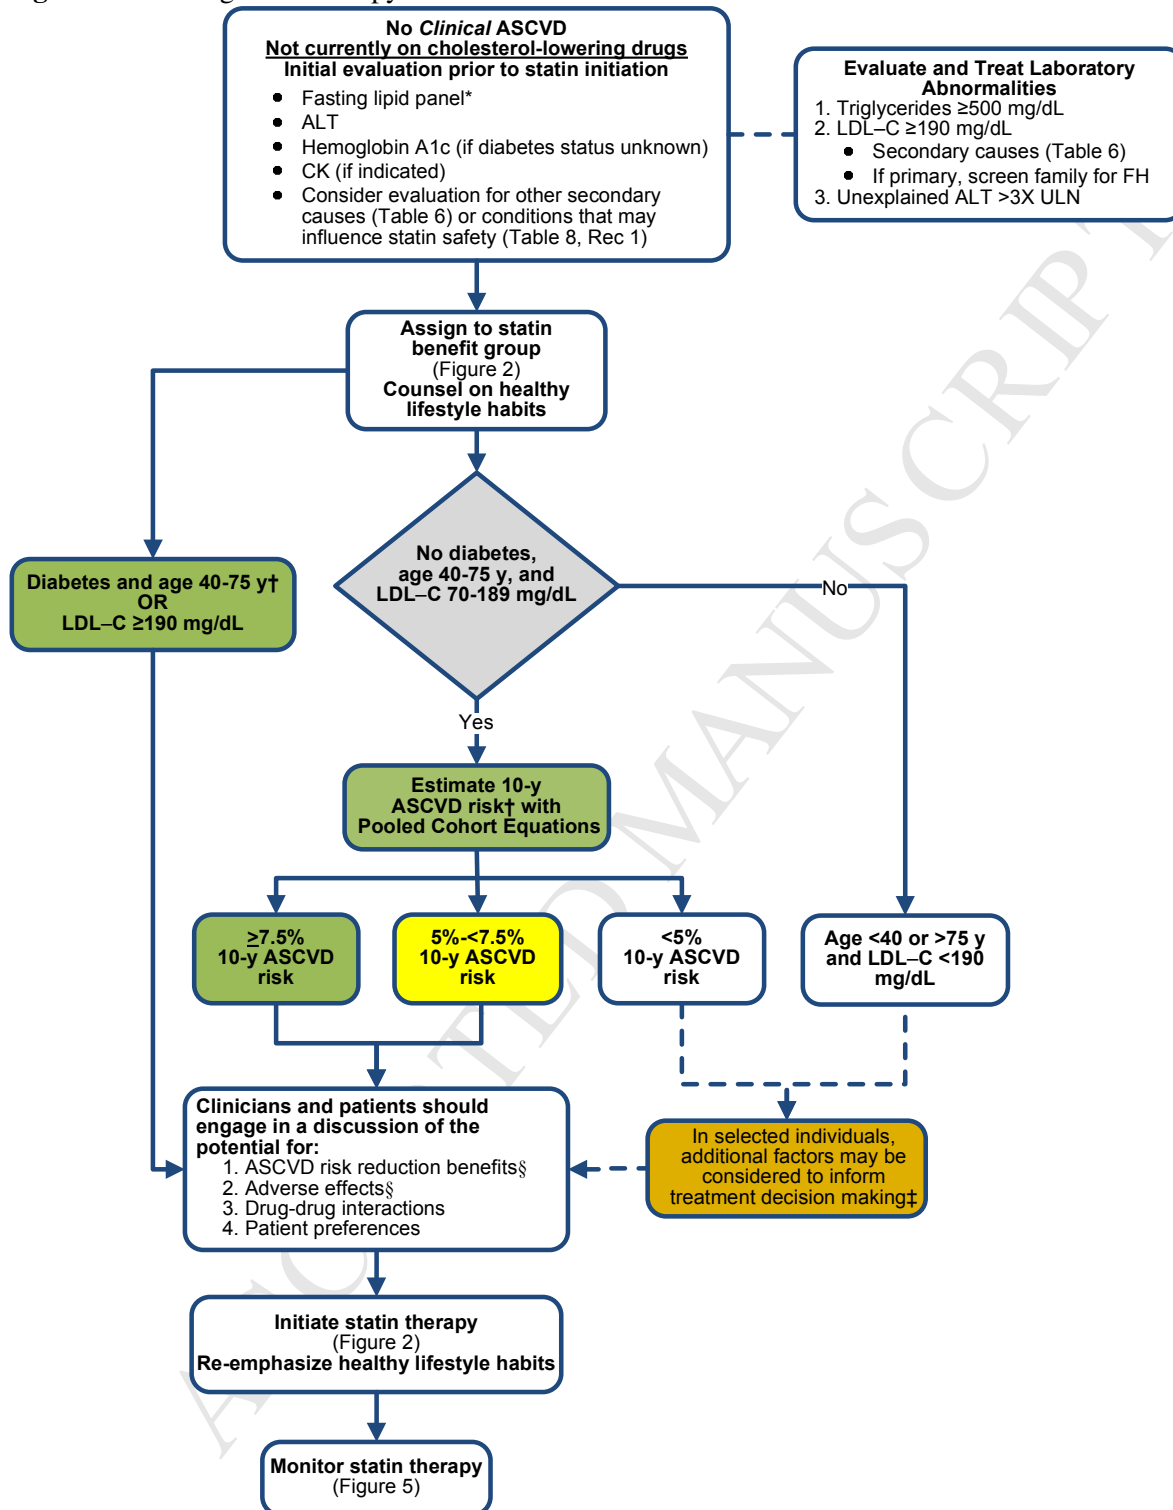 No Clinical ASCVD
Not currently on cholesterol-lowering drugs
Initial evaluation prior to statin initiation
• Fasting lipid panel*
• ALT
• Hemoglobin A1c (if diabetes status unknown)
• CK (if indicated)
• Consider evaluation for other secondary
causes (Table 6) or conditions that may
influence statin safety (Table 8, Rec 1)
Evaluate and Treat Laboratory
Abnormalities
1. Triglycerides ≥500 mg/dL
2. LDL–C ≥190 mg/dL
• Secondary causes (Table 6)
• If primary, screen family for FH
3. Unexplained ALT >3X ULN
Assign to statin
benefit group
(Figure 2)
Counsel on healthy
lifestyle habits
Diabetes and age 40-75 y†
OR
LDL–C ≥190 mg/dL
No diabetes,
age 40-75 y, and
LDL–C 70-189 mg/dL
No
Yes
Estimate 10-y
ASCVD risk† with
Pooled Cohort Equations
≥7.5%
10-y ASCVD
risk
5%-<7.5%
10-y ASCVD
risk
<5%
10-y ASCVD
risk
Age <40 or >75 y
and LDL–C <190
mg/dL
Clinicians and patients should
engage in a discussion of the
potential for:
1. ASCVD risk reduction benefits§
2. Adverse effects§
3. Drug-drug interactions
4. Patient preferences
In selected individuals,
additional factors may be
considered to inform
treatment decision making‡
Initiate statin therapy
(Figure 2)
Re-emphasize healthy lifestyle habits
Monitor statin therapy
(Figure 5)
MANUSCRIPT